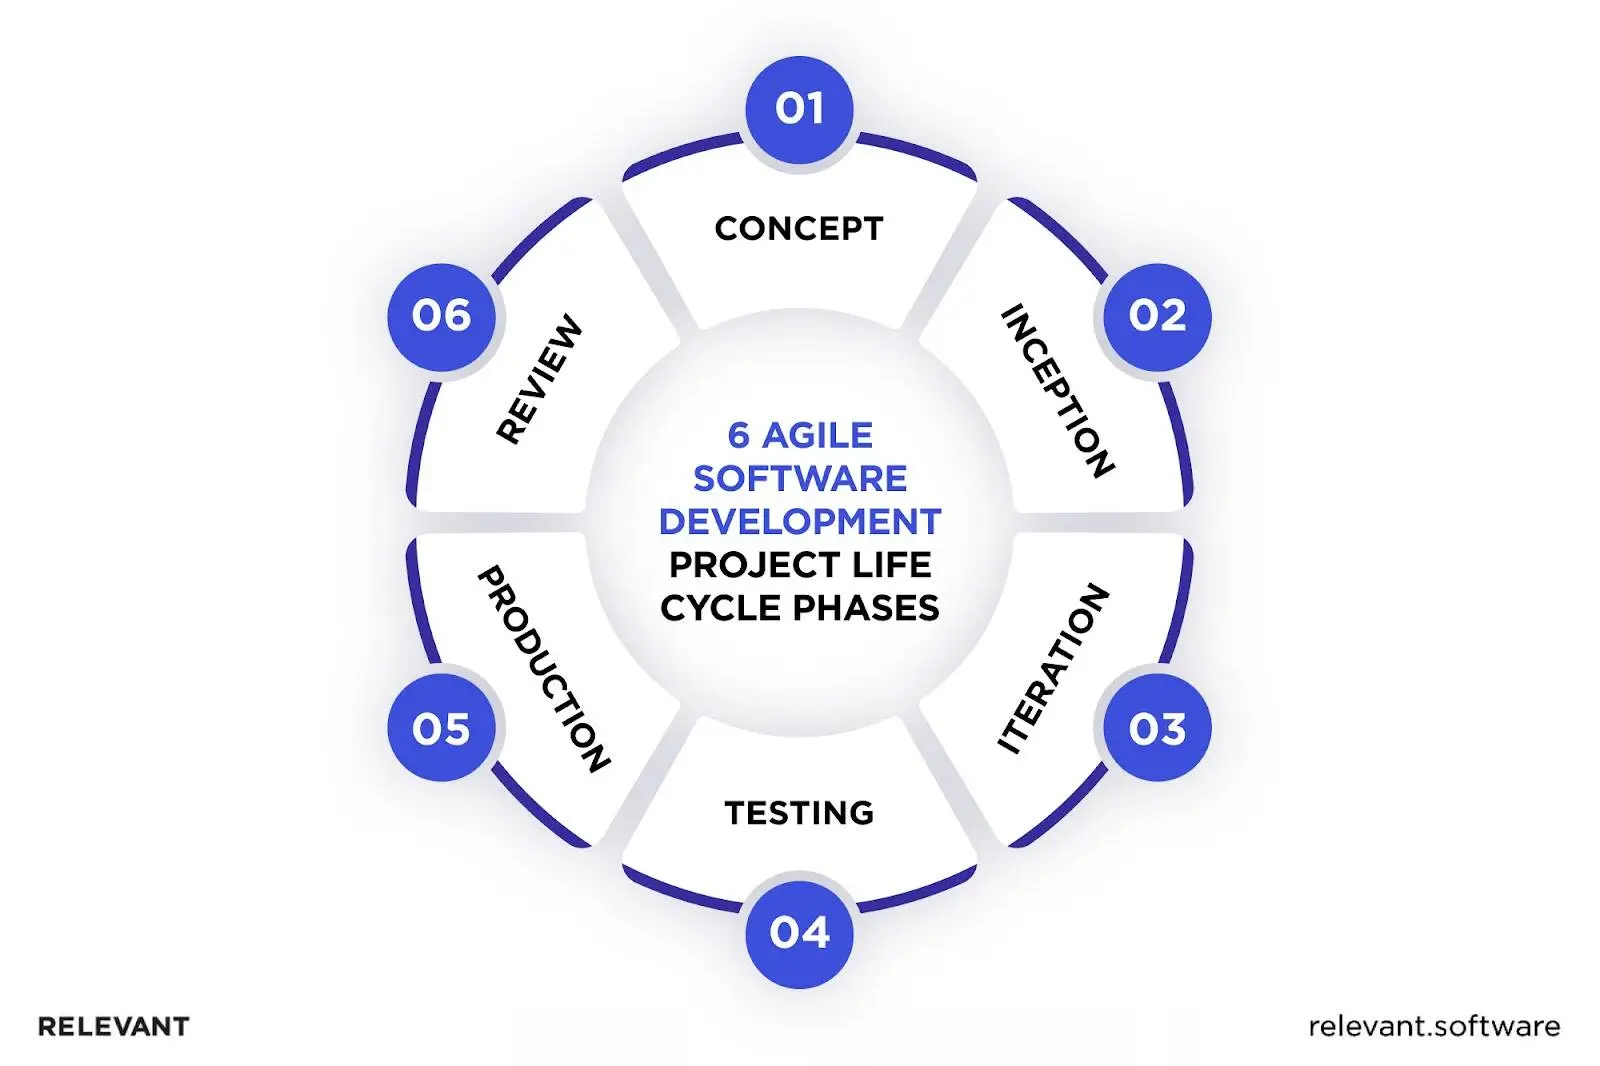 01
CONCEPT
02
INCEPTION
03
ITERATION
04
TESTING
05
PRODUCTION
06
REVIEW
6 AGILE
SOFTWARE
DEVELOPMENT
PROJECT LIFE
CYCLE PHASES
RELEVANT
relevant.software